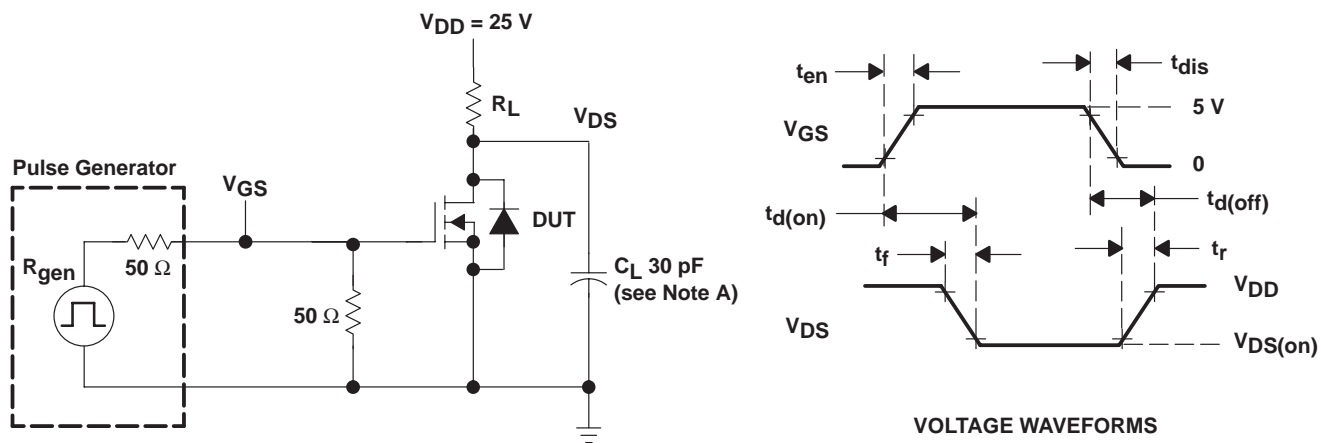 VDD = 25 V
RL
VDS
Pulse Generator
VGS
Rgen
50 Ω
50 Ω
DUT
CL 30 pF
(see Note A)
ten
tdis
5 V
VGS
0
td(on)
td(off)
tf
tr
VDD
VDS
VDS(on)
VOLTAGE WAVEFORMS